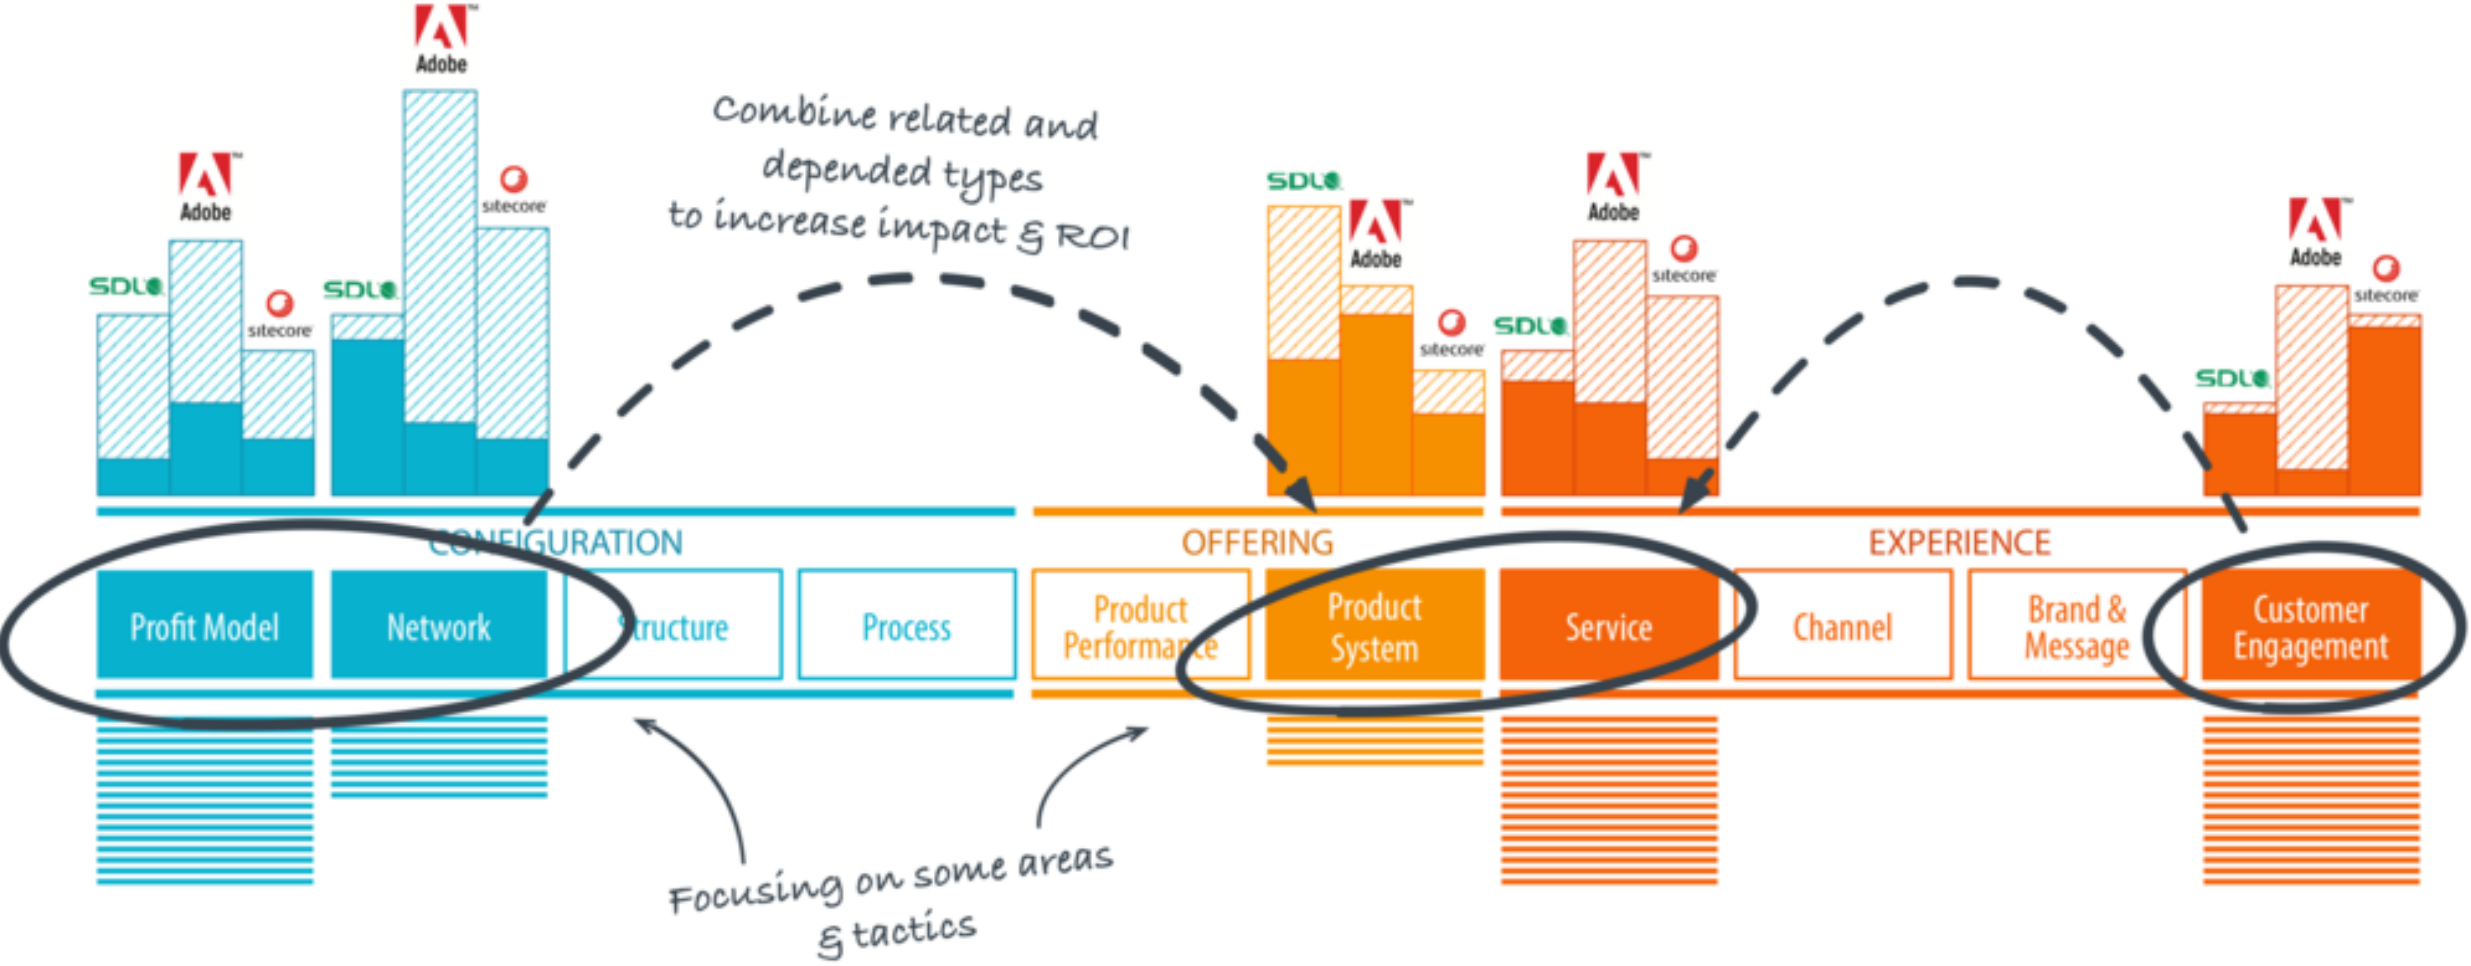 Adobe
Adobe
sitecore
SDL
sitecore
SDL
Combine related and
depended types
to increase impact & ROI
SDL
Adobe
sitecore
SDL
Adobe
sitecore
Adobe
sitecore
SDL
CONFIGURATION
OFFERING
EXPERIENCE
Profit Model
Network
Structure
Process
Product
Performance
Product
System
Service
Channel
Brand &
Message
Customer
Engagement
Focusing on some areas
& tactics